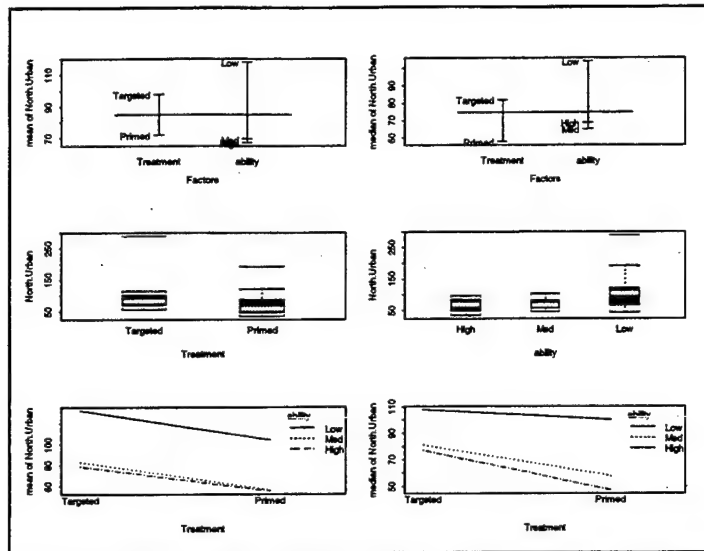 mean of North.Urban
110
90
70
Low
Targeted
Primed
Med
Treatment
ability
Factors
median of North.Urban
90
80
70
60
Low
Targeted
High
Med
Primed
Treatment
ability
Factors
North.Urban
250
150
50
Targeted
Primed
Treatment
North.Urban
250
150
50
High
Med
Low
ability
mean of North.Urban
100
80
60
ability
Low
Med
High
Targeted
Primed
Treatment
median of North.Urban
110
90
70
50
ability
Low
Med
High
Targeted
Primed
Treatment